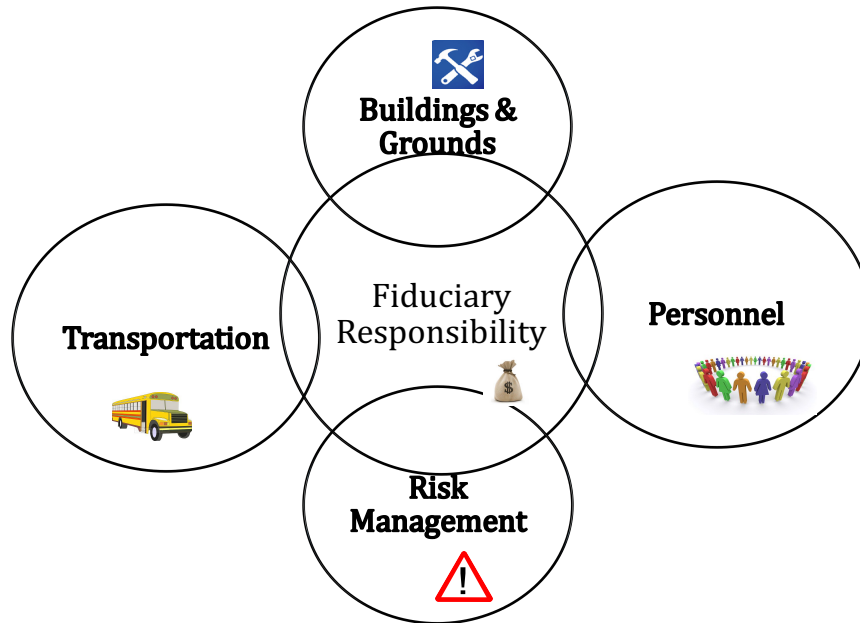 Buildings &
Grounds
Fiduciary
Responsibility
$
Transportation
Personnel
Risk
Management
!